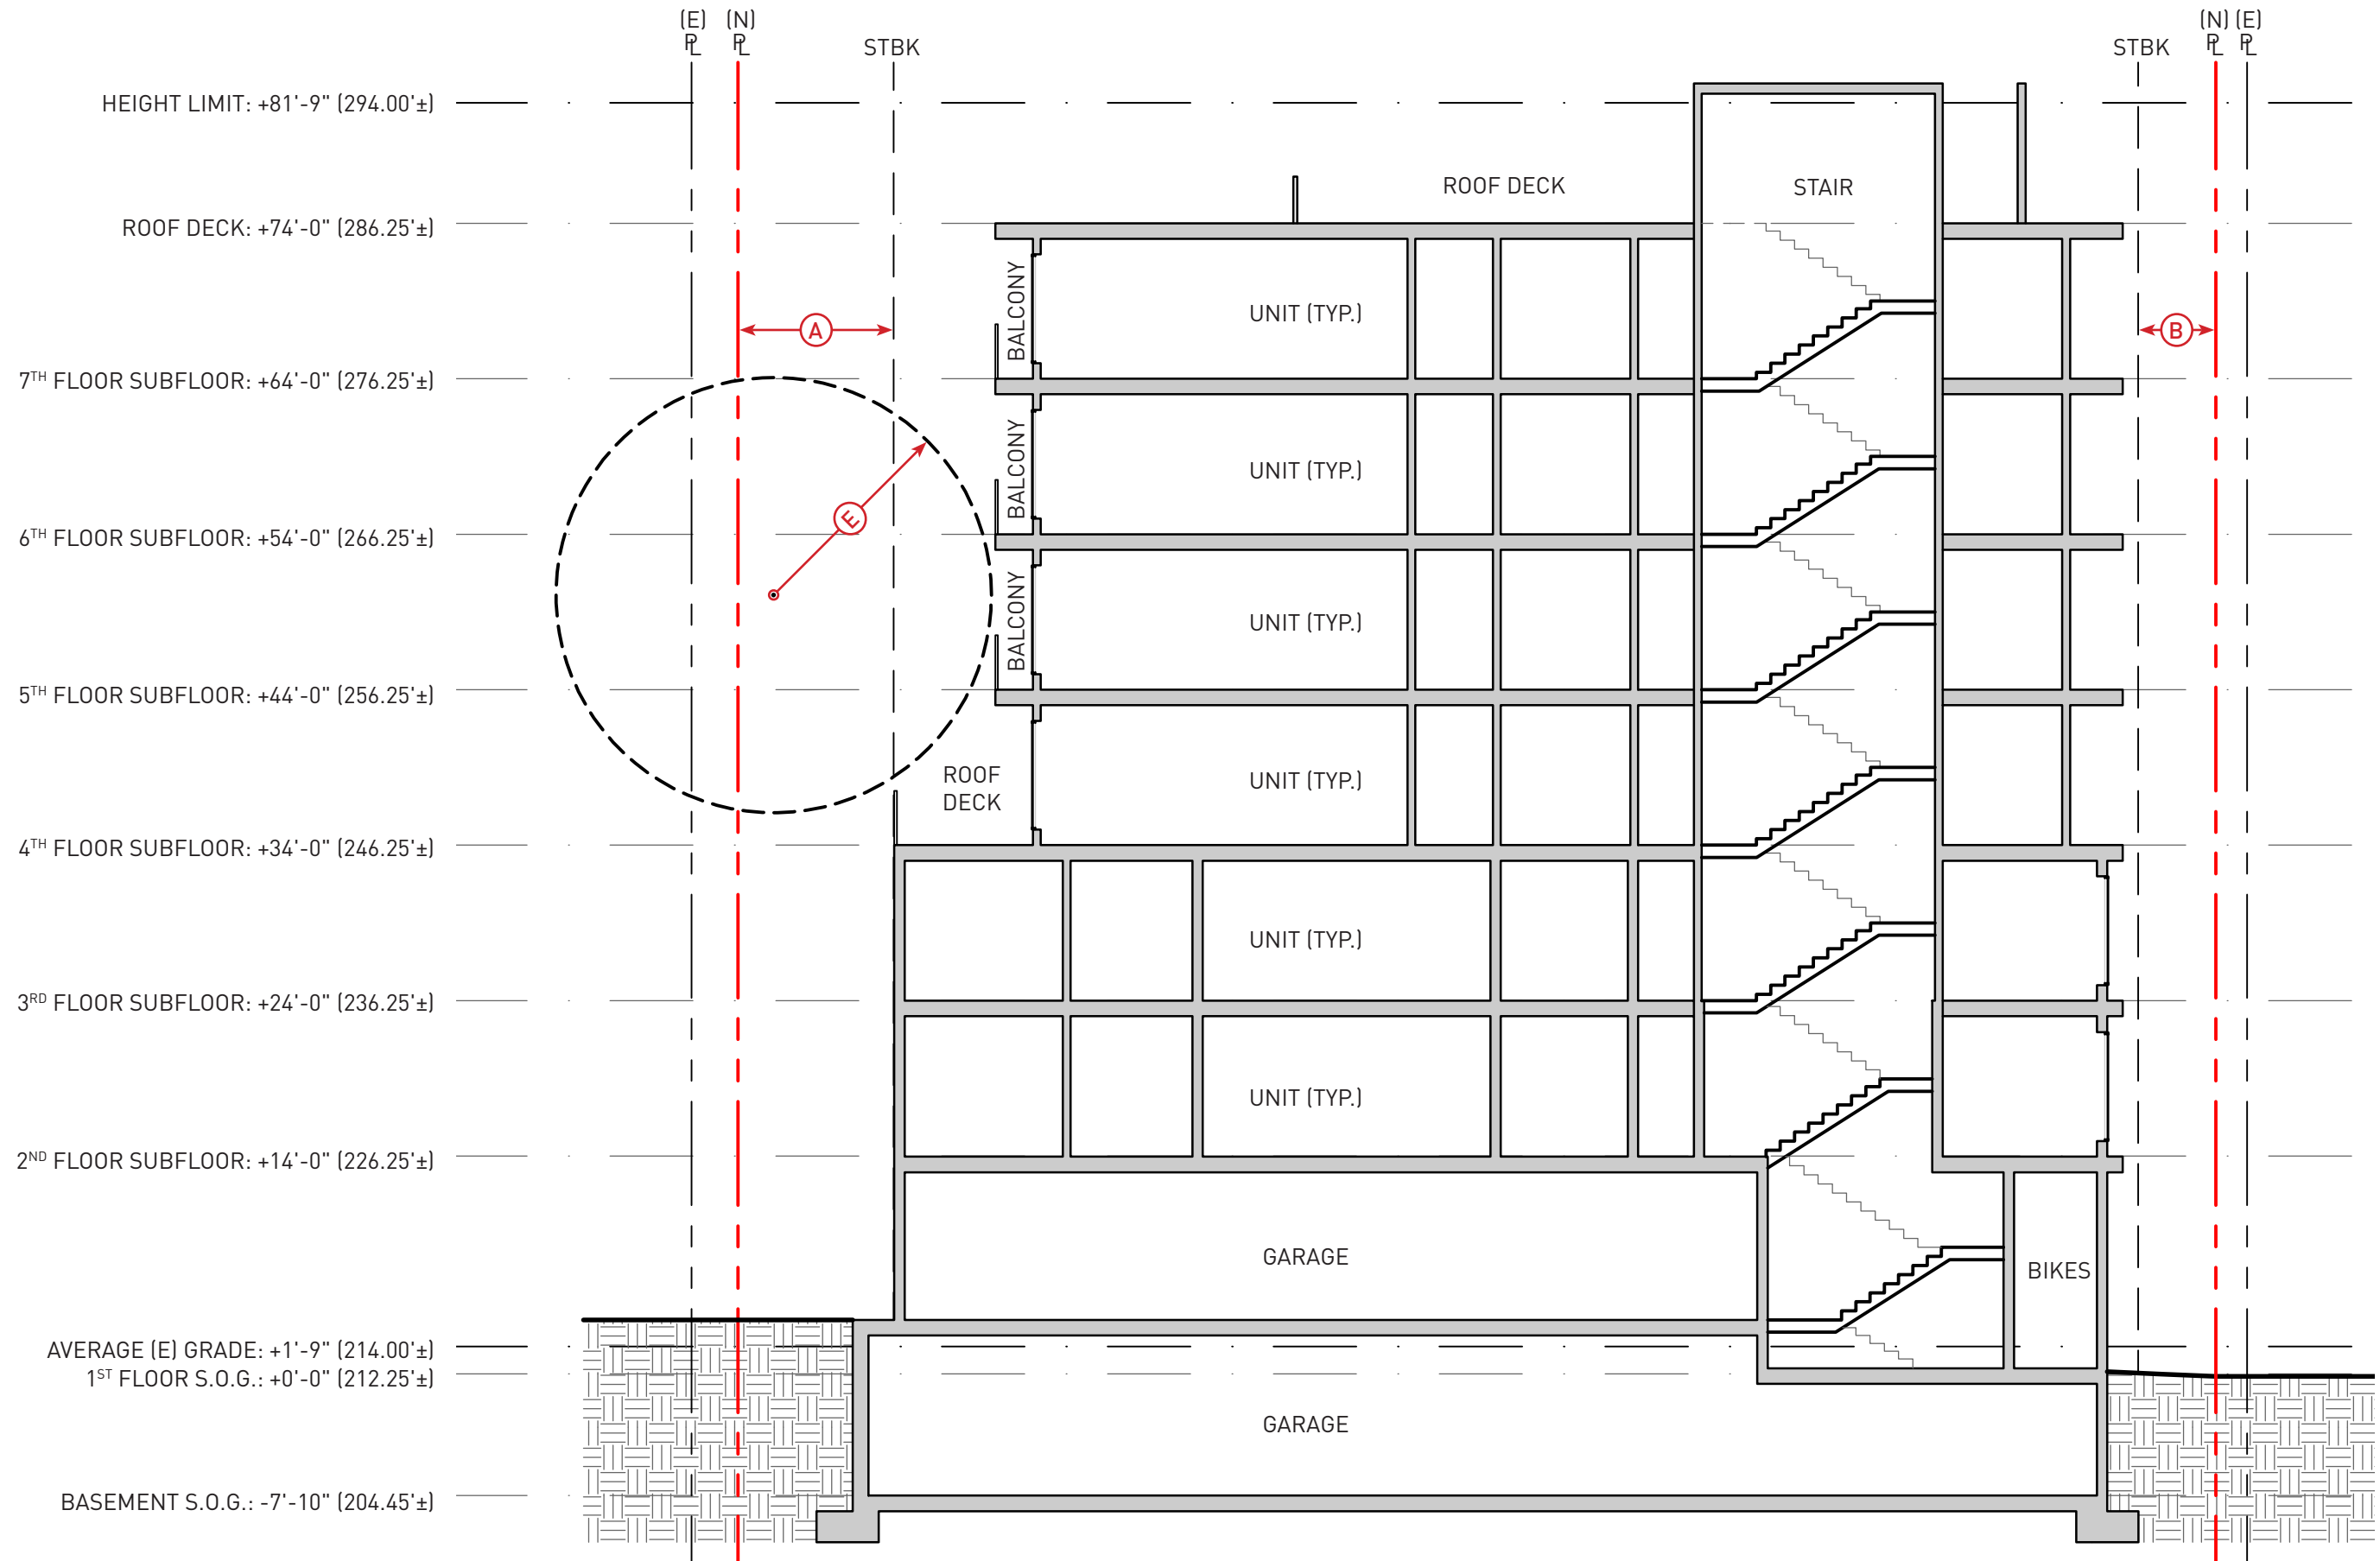 (E) (N)
PL PL
STBK
STBK
(N) (E)
PL PL
HEIGHT LIMIT: +81'-9" (294.00'±)
ROOF DECK
STAIR
ROOF DECK: +74'-0" (286.25'±)
BALCONY
UNIT (TYP.)
A
B
7TH FLOOR SUBFLOOR: +64'-0" (276.25'±)
BALCONY
UNIT (TYP.)
E
6TH FLOOR SUBFLOOR: +54'-0" (266.25'±)
BALCONY
UNIT (TYP.)
5TH FLOOR SUBFLOOR: +44'-0" (256.25'±)
ROOF
DECK
UNIT (TYP.)
4TH FLOOR SUBFLOOR: +34'-0" (246.25'±)
UNIT (TYP.)
3RD FLOOR SUBFLOOR: +24'-0" (236.25'±)
UNIT (TYP.)
2ND FLOOR SUBFLOOR: +14'-0" (226.25'±)
GARAGE
BIKES
AVERAGE (E) GRADE: +1'-9" (214.00'±)
1ST FLOOR S.O.G.: +0'-0" (212.25'±)
GARAGE
BASEMENT S.O.G.: -7'-10" (204.45'±)